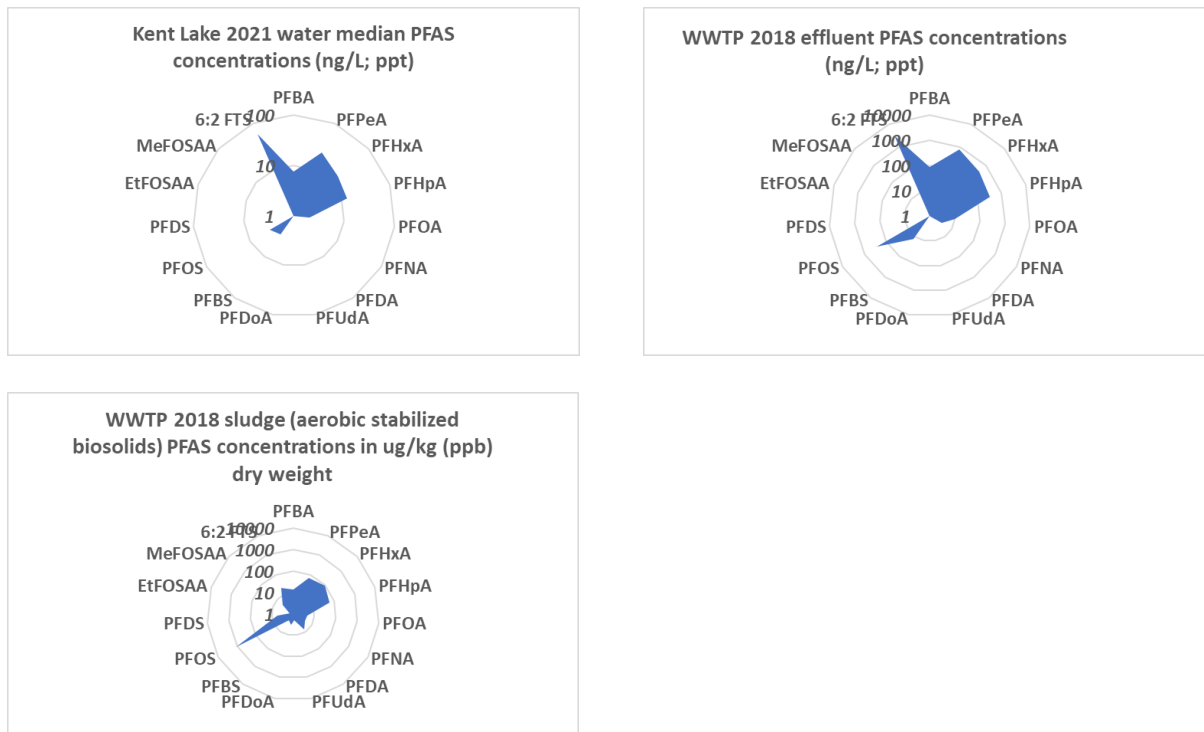 Kent Lake 2021 water median PFAS
concentrations (ng/L; ppt)
PFBA
100
6:2 FTS
PFPeA
MeFOSAA
PFHxA
10
EtFOSAA
PFHpA
1
PFDS
PFOA
PFOS
PFNA
PFBS
PFDA
PFDoA
PFUdA
WWTP 2018 effluent PFAS concentrations
(ng/L; ppt)
PFBA
10000
6:2 FTS
PFPeA
1000
MeFOSAA
PFHxA
100
EtFOSAA
PFHpA
10
1
PFDS
PFOA
PFOS
PFNA
PFBS
PFDA
PFDoA
PFUdA
WWTP 2018 sludge (aerobic stabilized
biosolids) PFAS concentrations in ug/kg (ppb)
dry weight
PFBA
10000
6:2 FTS
PFPeA
1000
MeFOSAA
PFHxA
100
EtFOSAA
PFHpA
10
1
PFDS
PFOA
PFOS
PFNA
PFBS
PFDA
PFDoA
PFUdA